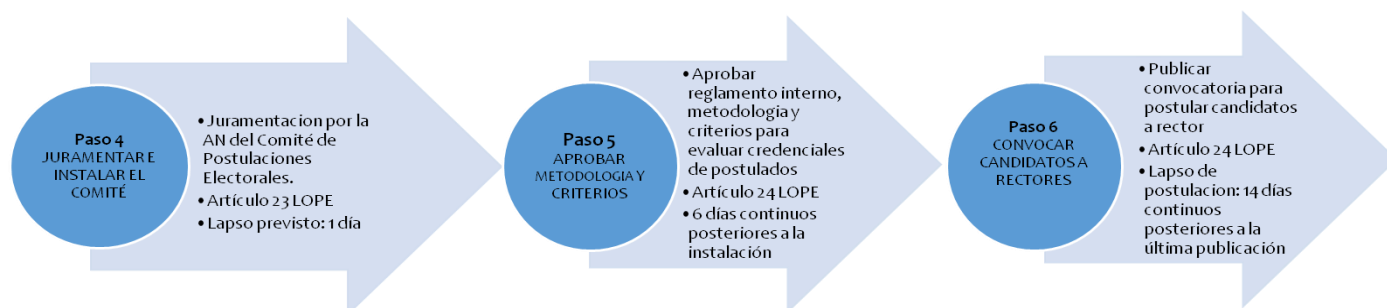 Paso 4
JURAMENTAR E
INSTALAR EL
COMITÉ
• Juramentacion por la
AN del Comité de
Postulaciones
Electorales.
• Artículo 23 LOPE
• Lapso previsto: 1 día
Paso 5
APROBAR
METODOLOGIA Y
CRITERIOS
• Aprobar
reglamento interno,
metodologia y
criterios para
evaluar credenciales
de postulados
• Artículo 24 LOPE
• 6 días continuos
posteriores a la
instalación
Paso 6
CONVOCAR
CANDIDATOS A
RECTORES
• Publicar
convocatoria para
postular candidatos
a rector
• Artículo 24 LOPE
• Lapso de
postulacion: 14 días
continuos
posteriores a la
última publicación